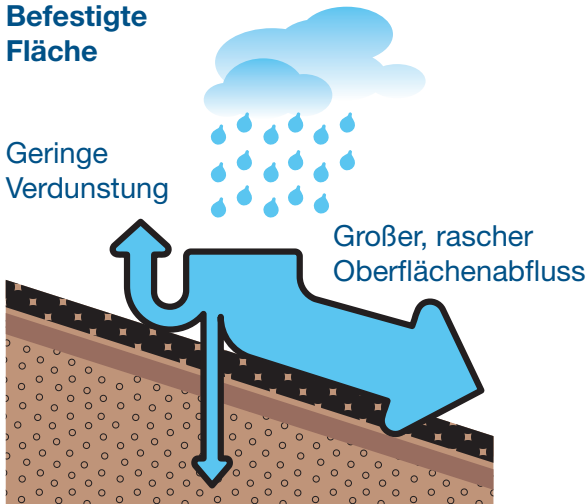 Befestigte
Fläche
Geringe
Verdunstung
Großer, rascher
Oberflächenabfluss